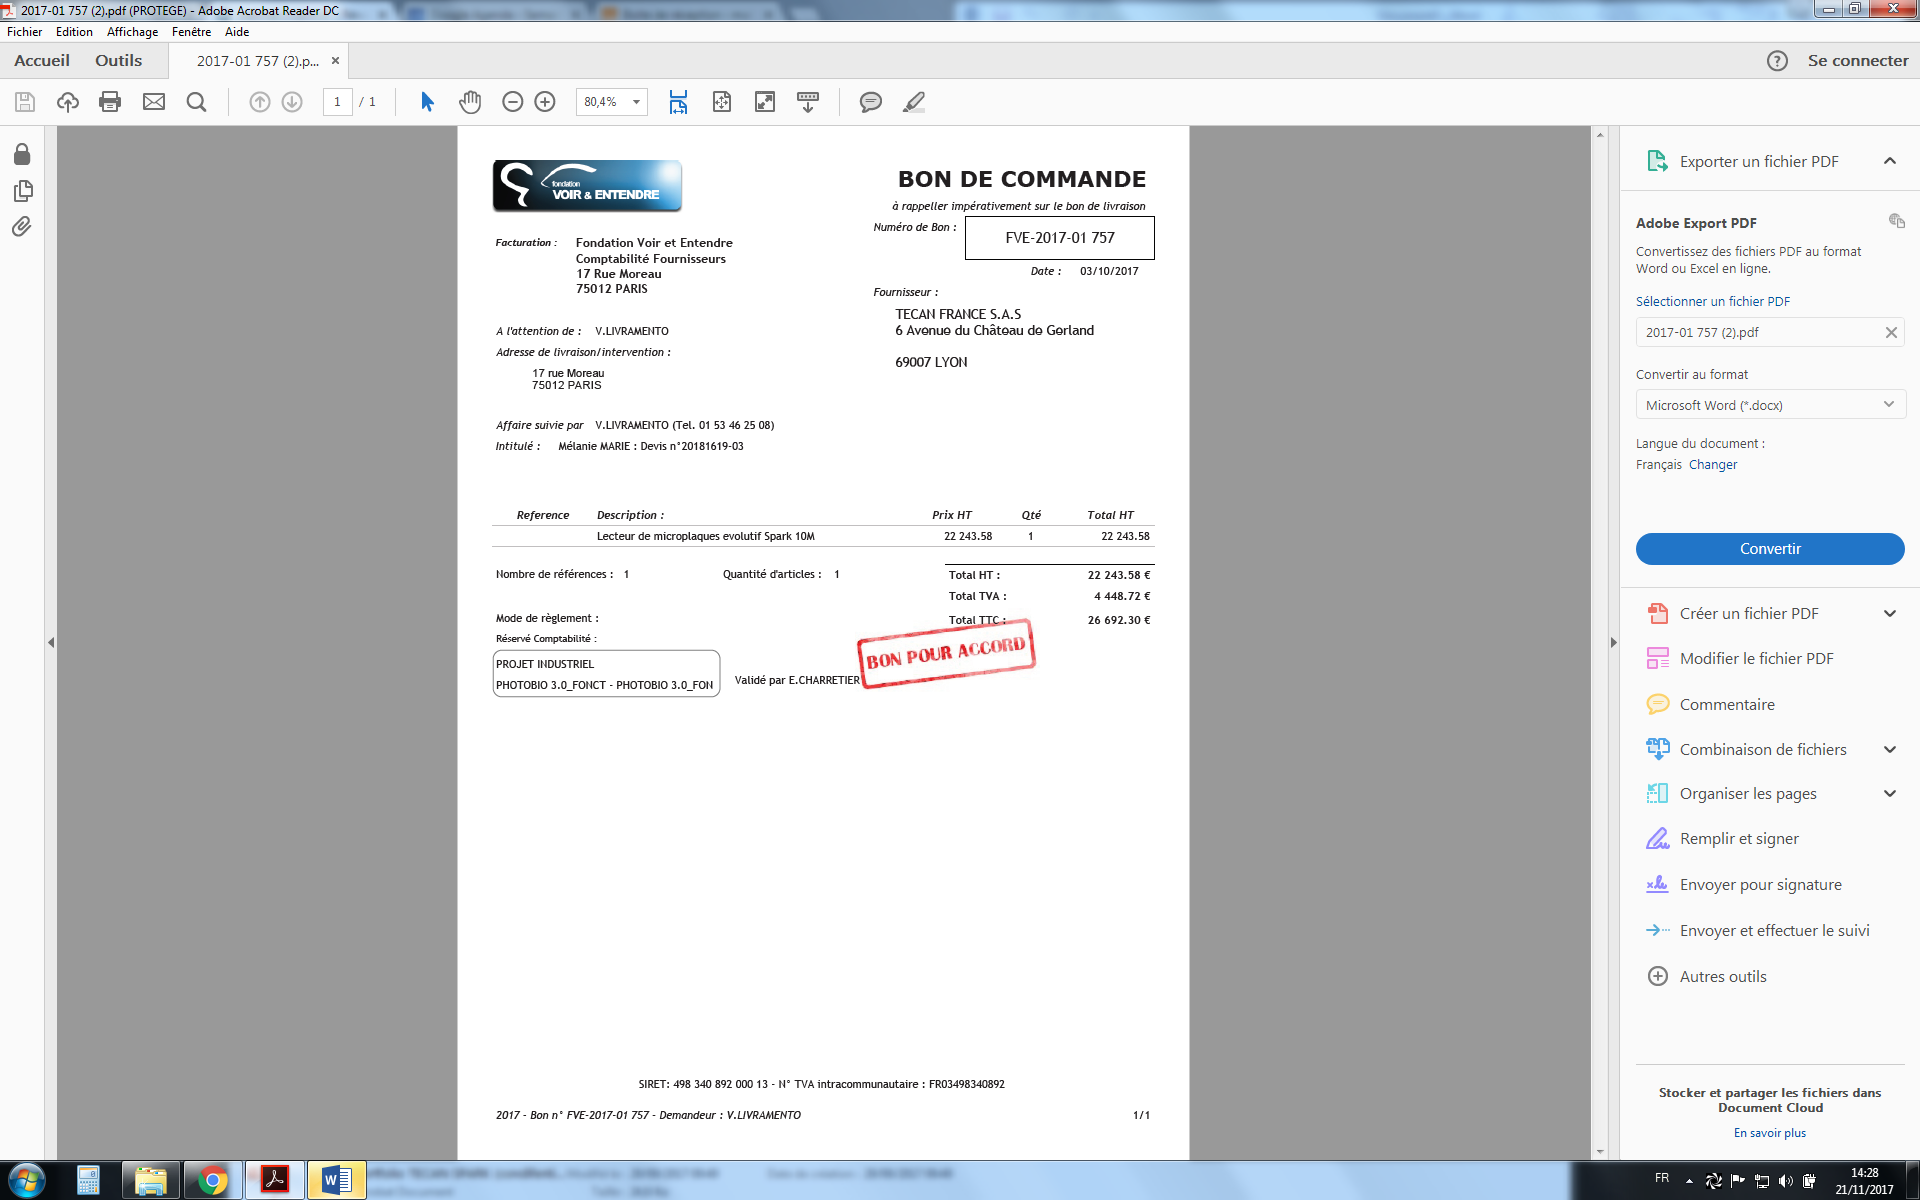 2017-01 757 (2).pdf (PROTEGE) - Adobe Acrobat Reader DC
Fichier Edition Affichage Fenêtre Aide
Accueil Outils 2017-01 757 (2).p... × Se connecter
1 / 1 80,4%
fondation
VOIR & ENTENDRE
BON DE COMMANDE
à rappeller impérativement sur le bon de livraison
Numéro de Bon : FVE-2017-01 757
Date : 03/10/2017
Facturation : Fondation Voir et Entendre
Comptabilité Fournisseurs
17 Rue Moreau
75012 PARIS
Fournisseur :
TECAN FRANCE S.A.S
6 Avenue du Château de Gerland
69007 LYON
A l'attention de : V.LIVRAMENTO
Adresse de livraison/intervention :
17 rue Moreau
75012 PARIS
Affaire suivie par V.LIVRAMENTO (Tel. 01 53 46 25 08)
Intitulé : Mélanie MARIE : Devis n°20181619-03
Reference Description : Prix HT Qté Total HT
Lecteur de microplaques evolutif Spark 10M 22 243.58 1 22 243.58
Nombre de références : 1 Quantité d'articles : 1 Total HT : 22 243.58 €
Total TVA : 4 448.72 €
Mode de règlement : Total TTC : 26 692.30 €
Réservé Comptabilité :
PROJET INDUSTRIEL
PHOTOBIO 3.0_FONCT - PHOTOBIO 3.0_FON
Validé par E.CHARRETIER
BON POUR ACCORD
SIRET: 498 340 892 000 13 - N° TVA intracommunautaire : FR03498340892
2017 - Bon n° FVE-2017-01 757 - Demandeur : V.LIVRAMENTO 1/1
Exporter un fichier PDF
Adobe Export PDF
Convertissez des fichiers PDF au format
Word ou Excel en ligne.
Sélectionner un fichier PDF
2017-01 757 (2).pdf
Convertir au format
Microsoft Word (*.docx)
Langue du document :
Français Changer
Convertir
Créer un fichier PDF
Modifier le fichier PDF
Commentaire
Combinaison de fichiers
Organiser les pages
Remplir et signer
Envoyer pour signature
Envoyer et effectuer le suivi
Autres outils
Stocker et partager les fichiers dans
Document Cloud
En savoir plus
FR
14:28
21/11/2017